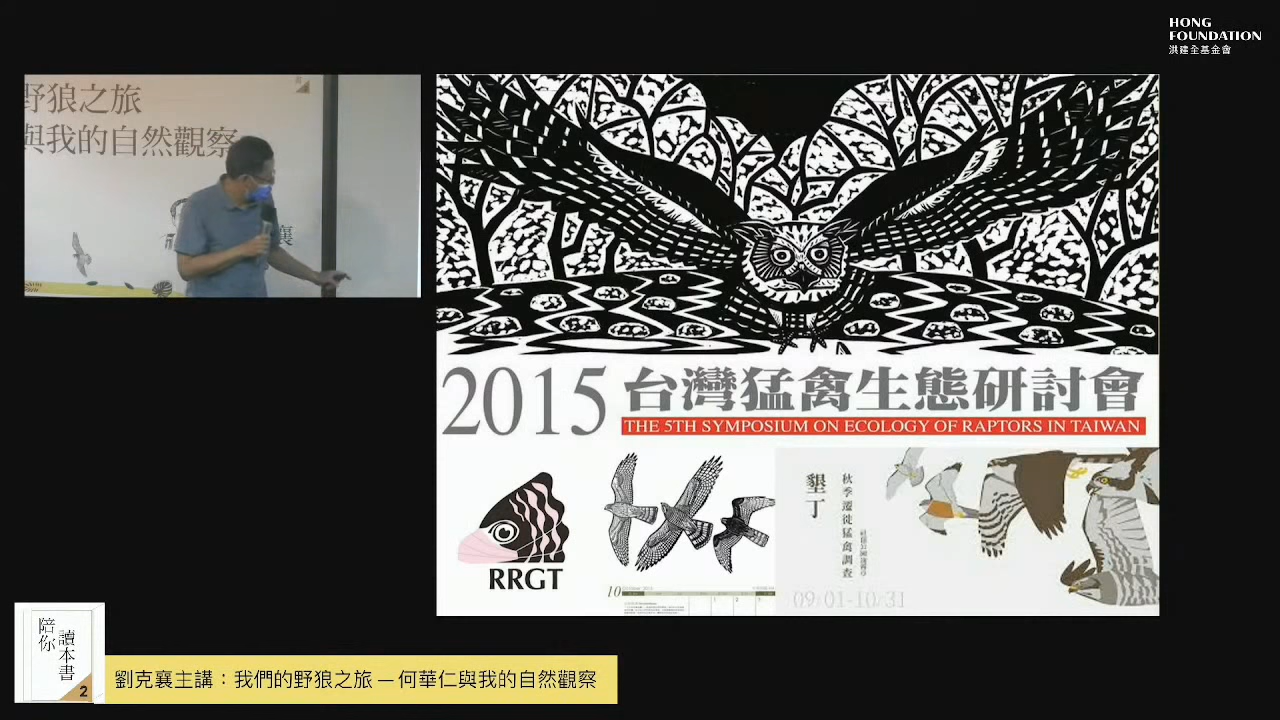 HONG
FOUNDATION
洪建全基金會
野狼之旅
與我的自然觀察
襄
2015
台灣猛禽生態研討會
THE 5TH SYMPOSIUM ON ECOLOGY OF RAPTORS IN TAIWAN
RRGT
10
墾丁
秋季遷徙猛禽調查
09:01-10/31
陪你
讀本書
2
劉克襄主講：我們的野狼之旅 — 何華仁與我的自然觀察